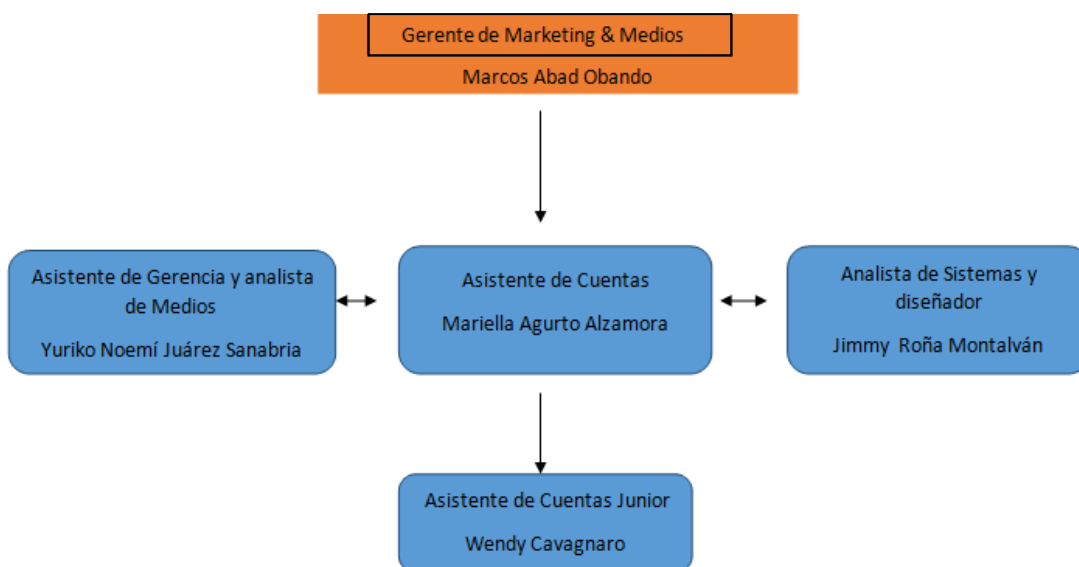 Gerente de Marketing & Medios
Marcos Abad Obando
Asistente de Gerencia y analista
de Medios
Yuriko Noemí Juárez Sanabria
Asistente de Cuentas
Mariella Agurto Alzamora
Analista de Sistemas y
diseñador
Jimmy Roña Montalván
Asistente de Cuentas Junior
Wendy Cavagnaro